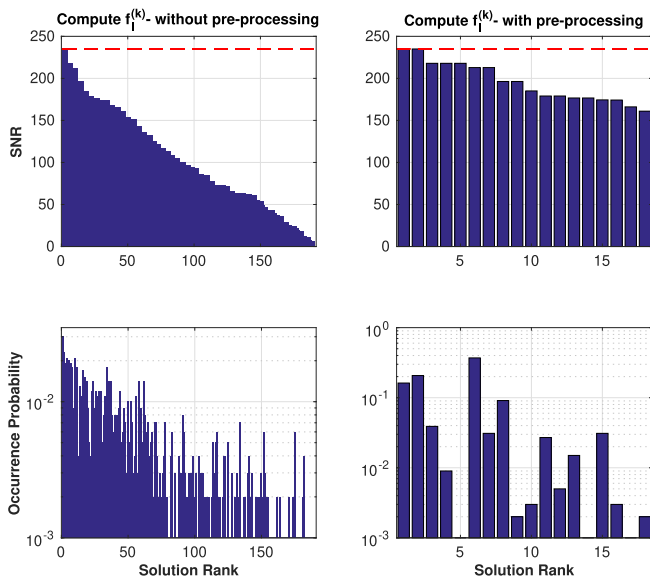 Compute f_I^(k)- without pre-processing
Compute f_I^(k)- with pre-processing
SNR
250
200
150
100
50
0
0 50 100 150
250
200
150
100
50
0
5 10 15
Occurrence Probability
10^-2
10^-3
0 50 100 150
Solution Rank
10^0
10^-1
10^-2
10^-3
5 10 15
Solution Rank